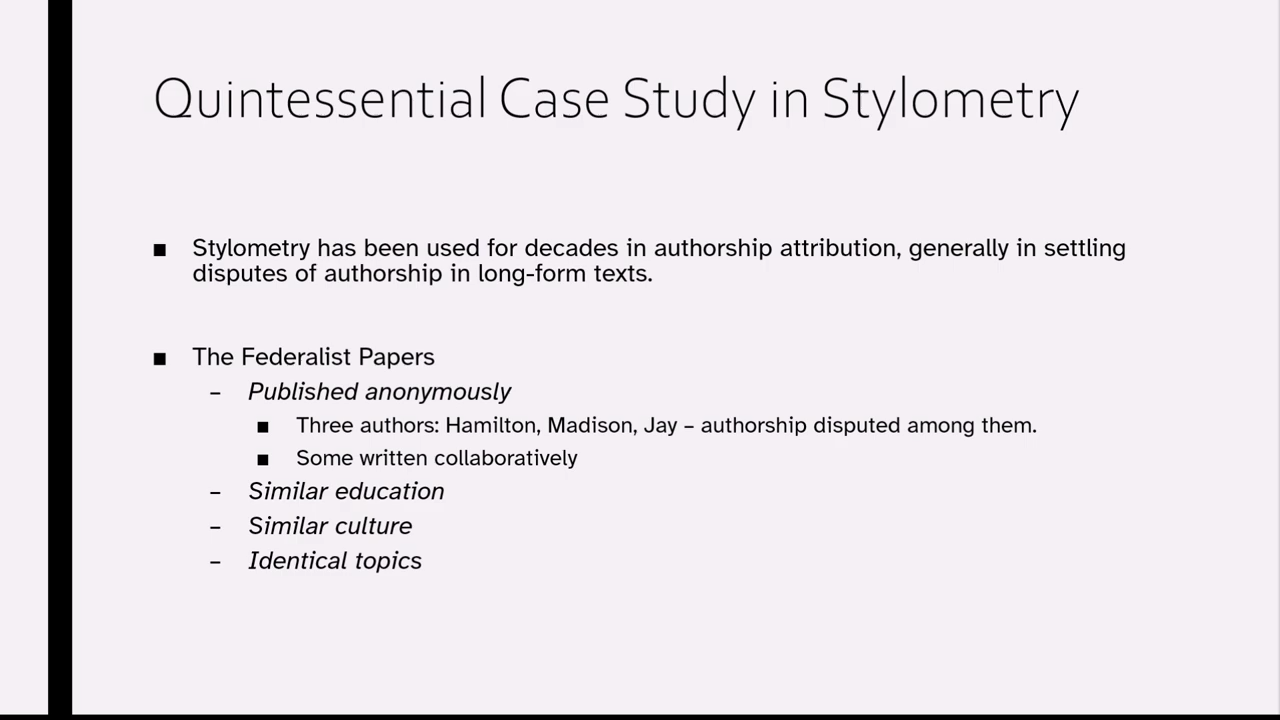 Quintessential Case Study in Stylometry
■ Stylometry has been used for decades in authorship attribution, generally in settling
disputes of authorship in long-form texts.
■ The Federalist Papers
– Published anonymously
■ Three authors: Hamilton, Madison, Jay – authorship disputed among them.
■ Some written collaboratively
– Similar education
– Similar culture
– Identical topics